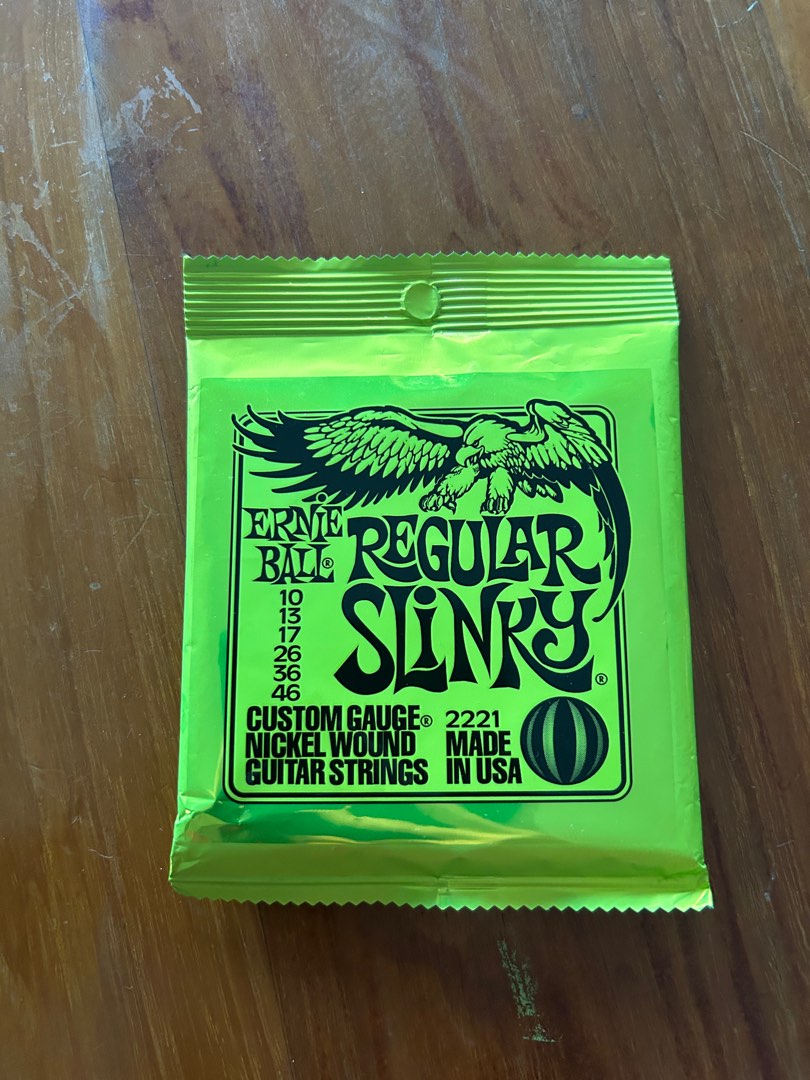 ERNIE
BALL®
REGULAR
SLINKY®
10
13
17
26
36
46
CUSTOM GAUGE®
NICKEL WOUND
GUITAR STRINGS
2221
MADE
IN USA